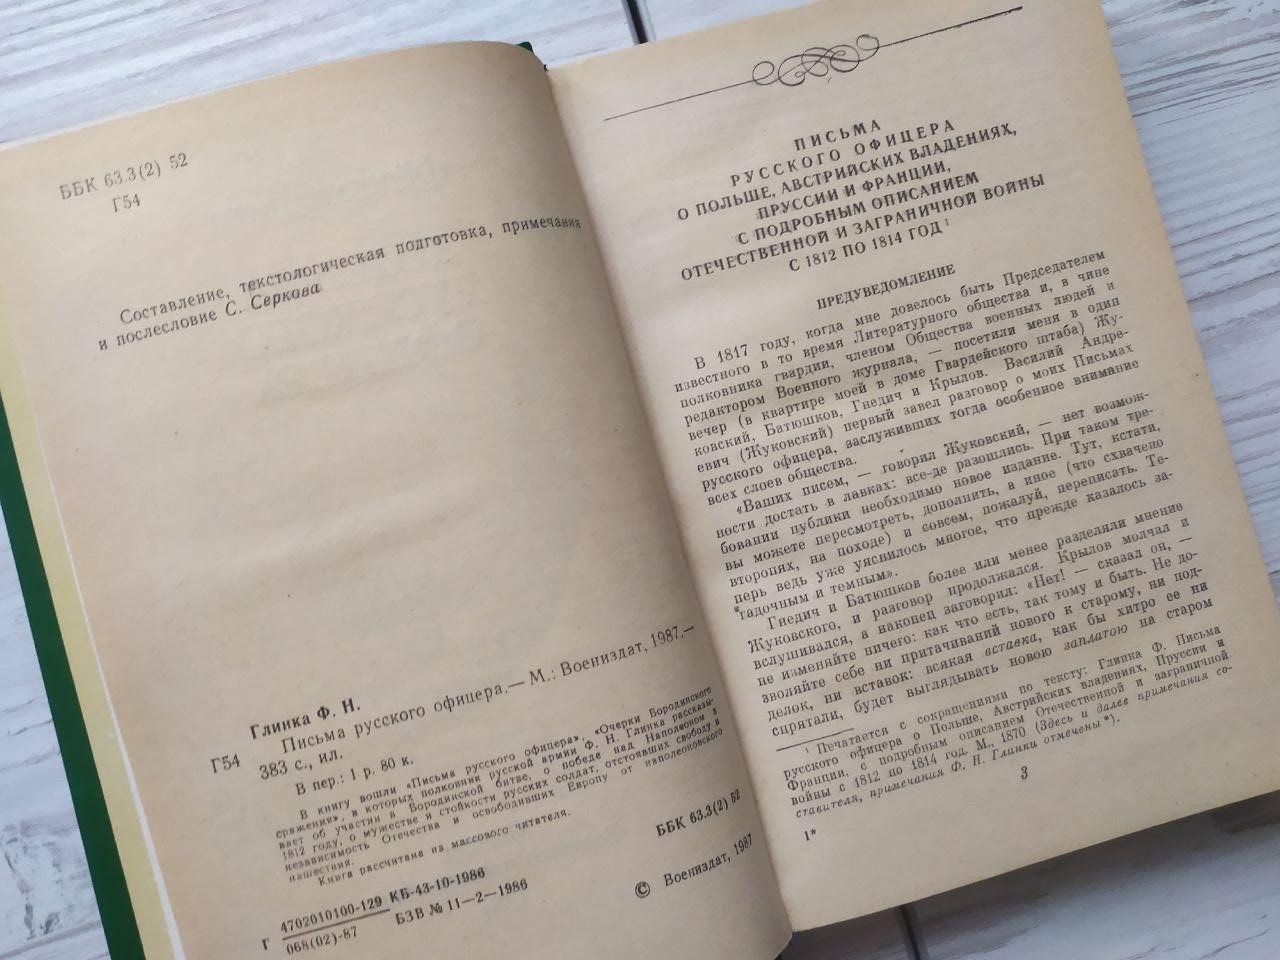 ББК 63.3(2) 52
Г54
Составление, текстологическая подготовка, примечания
и послесловие С. Серкова
Глинка Ф. Н.
Г54 Письма русского офицера.— М.: Воениздат, 1987.—
383 с., ил.
В пер.: 1 р. 80 к.
В книгу вошли «Письма русского офицера», «Очерки Бородинского
сражения», в которых полковник русской армии Ф. Н. Глинка рассказы-
вает об участии в Бородинской битве, о победе над Наполеоном в
1812 году, о мужестве и стойкости русских солдат, отстоявших свободу и
независимость Отечества и освободивших Европу от наполеоновского
нашествия.
Книга рассчитана на массового читателя.
Г 4702010100-129 КБ-43-10-1986
068(02)-87 БЗВ № 11—2—1986
ББК 63.3(2) 52
© Воениздат, 1987
ПИСЬМА
РУССКОГО ОФИЦЕРА
О ПОЛЬШЕ, АВСТРИЙСКИХ ВЛАДЕНИЯХ,
ПРУССИИ И ФРАНЦИИ,
С ПОДРОБНЫМ ОПИСАНИЕМ
ОТЕЧЕСТВЕННОЙ И ЗАГРАНИЧНОЙ ВОЙНЫ
С 1812 ПО 1814 ГОД ¹
ПРЕДУВЕДОМЛЕНИЕ
В 1817 году, когда мне довелось быть Председателем
известного в то время Литературного общества и, в чине
полковника гвардии, членом Общества военных людей и
редактором Военного журнала, — посетили меня в один
вечер (в квартире моей в доме Гвардейского штаба) Жу-
ковский, Батюшков, Гнедич и Крылов. Василий Андре-
евич (Жуковский) первый завел разговор о моих Письмах
русского офицера, заслуживших тогда особенное внимание
всех слоев общества.
«Ваших писем, — говорил Жуковский, — нет возмож-
ности достать в лавках: все-де разошлись. При таком тре-
бовании публики необходимо новое издание. Тут, кстати,
вы можете пересмотреть, дополнить, а иное (что схвачено
второпях, на походе) и совсем, пожалуй, переписать. Те-
перь ведь уже уяснилось многое, что прежде казалось за-
гадочным и темным».
Гнедич и Батюшков более или менее разделяли мнение
Жуковского, и разговор продолжался. Крылов молчал и
вслушивался, а наконец заговорил: «Нет! — сказал он, —
не изменяйте ничего: как что есть, так тому и быть. Не до-
зволяйте себе ни притачиваний нового к старому, ни под-
делок, ни вставок: всякая вставка, как бы хитро ее ни
спрятали, будет выглядывать новою заплатою на старом
¹ Печатается с сокращениями по тексту: Глинка Ф. Письма
русского офицера о Польше, Австрийских владениях, Пруссии и
Франции, с подробным описанием Отечественной и заграничной
войны с 1812 по 1814 год. М., 1870 (Здесь и далее примечания со-
ставителя, примечания Ф. Н. Глинки отмечены *).
1*
3